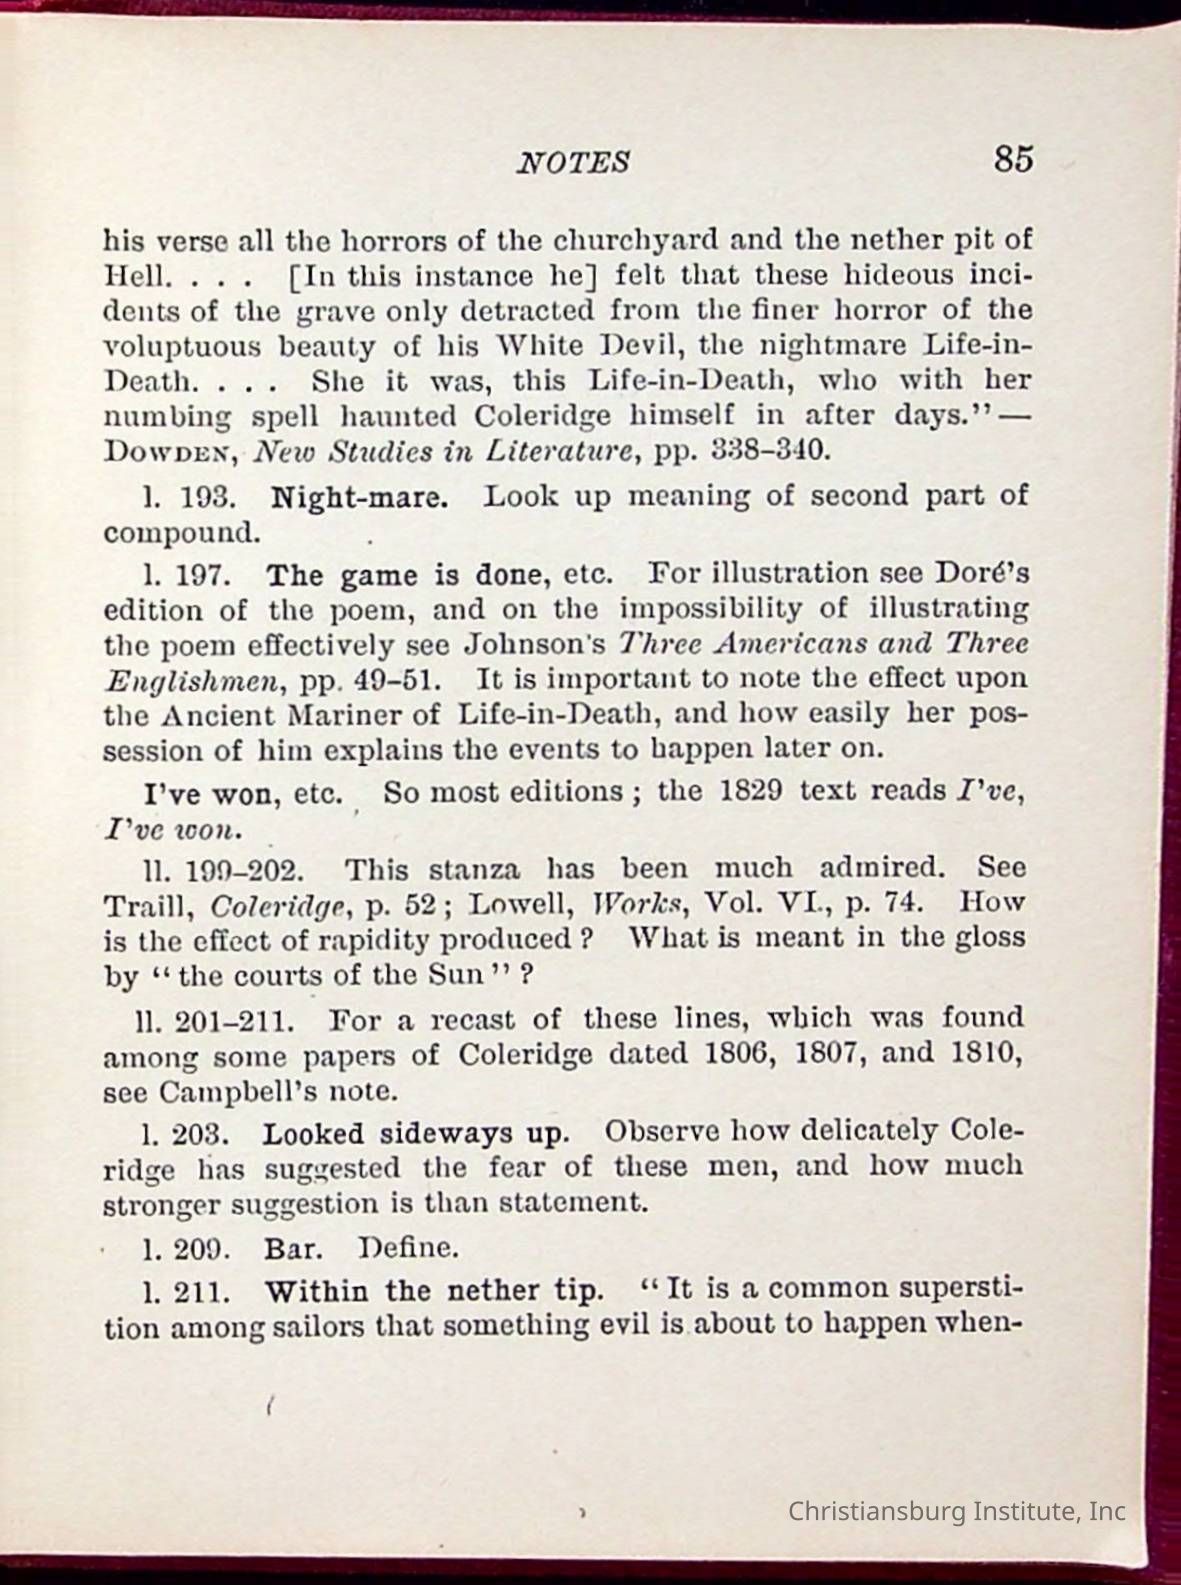 NOTES 85
his verse all the horrors of the churchyard and the nether pit of
Hell. . . . [In this instance he] felt that these hideous inci-
dents of the grave only detracted from the finer horror of the
voluptuous beauty of his White Devil, the nightmare Life-in-
Death. . . . She it was, this Life-in-Death, who with her
numbing spell haunted Coleridge himself in after days.”—
DOWDEN, New Studies in Literature, pp. 338–340.
l. 193. Night-mare. Look up meaning of second part of
compound.
l. 197. The game is done, etc. For illustration see Doré’s
edition of the poem, and on the impossibility of illustrating
the poem effectively see Johnson’s Three Americans and Three
Englishmen, pp. 49–51. It is important to note the effect upon
the Ancient Mariner of Life-in-Death, and how easily her pos-
session of him explains the events to happen later on.
I’ve won, etc. So most editions; the 1829 text reads I’ve,
I’ve won.
ll. 199–202. This stanza has been much admired. See
Traill, Coleridge, p. 52; Lowell, Works, Vol. VI., p. 74. How
is the effect of rapidity produced? What is meant in the gloss
by “the courts of the Sun”?
ll. 201–211. For a recast of these lines, which was found
among some papers of Coleridge dated 1806, 1807, and 1810,
see Campbell’s note.
l. 203. Looked sideways up. Observe how delicately Cole-
ridge has suggested the fear of these men, and how much
stronger suggestion is than statement.
l. 209. Bar. Define.
l. 211. Within the nether tip. “It is a common supersti-
tion among sailors that something evil is about to happen when-
Christiansburg Institute, Inc